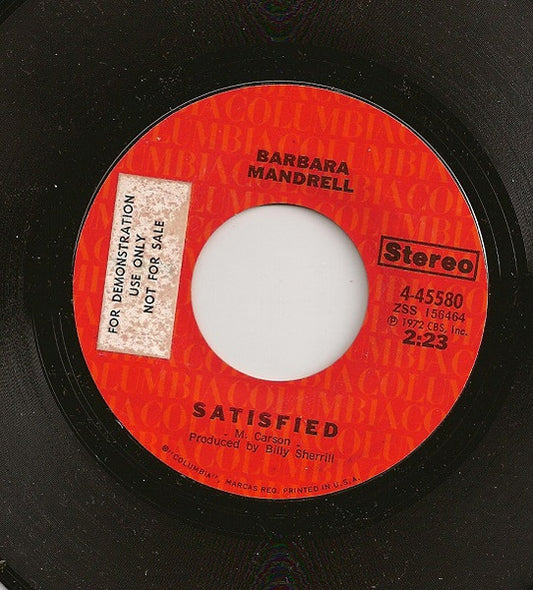 BARBARA
MANDRELL
FOR DEMONSTRATION
USE ONLY
NOT FOR SALE
Stereo
4-45580
ZSS 156464
Ⓟ 1972 CBS, Inc.
2:23
SATISFIED
- M. Carson -
Produced by Billy Sherrill
®"COLUMBIA", MARCAS REG. PRINTED IN U.S.A.
COLUMBIA